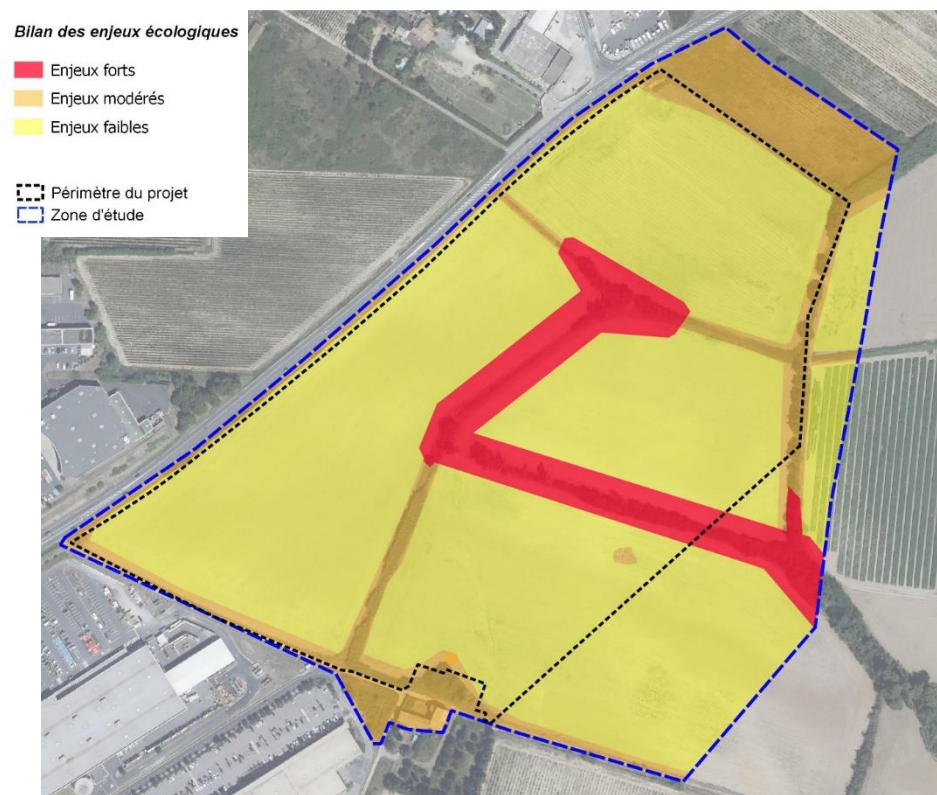 Bilan des enjeux écologiques
Enjeux forts
Enjeux modérés
Enjeux faibles
Périmètre du projet
Zone d'étude